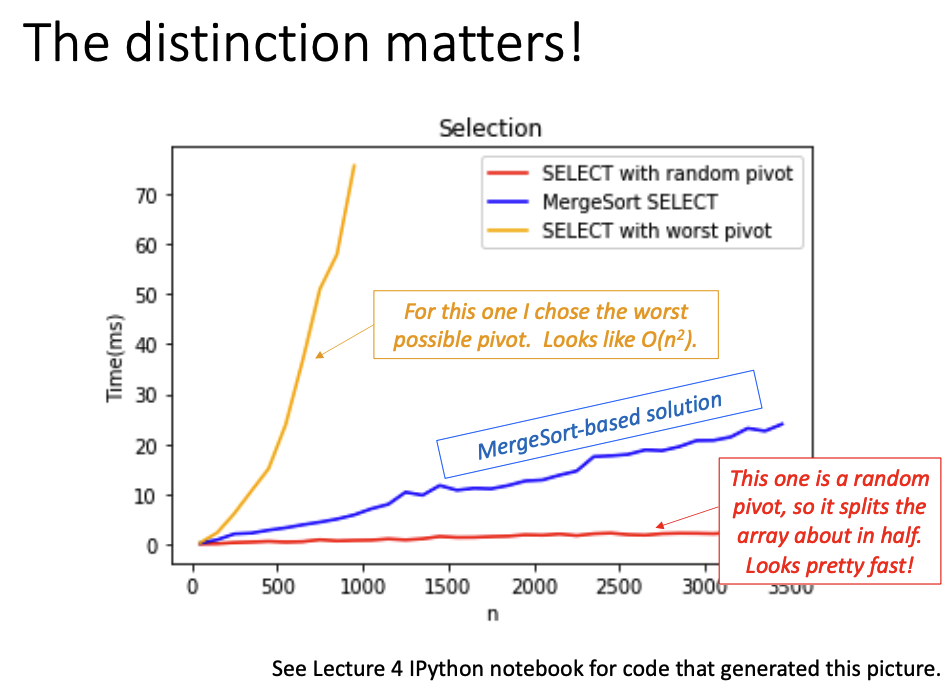 The distinction matters!
Selection
SELECT with random pivot
MergeSort SELECT
SELECT with worst pivot
70
60
50
40
30
20
10
0
Time(ms)
For this one I chose the worst
possible pivot.  Looks like O(n²).
MergeSort-based solution
This one is a random
pivot, so it splits the
array about in half.
Looks pretty fast!
0 500 1000 1500 2000 2500 3000 3500
n
See Lecture 4 IPython notebook for code that generated this picture.